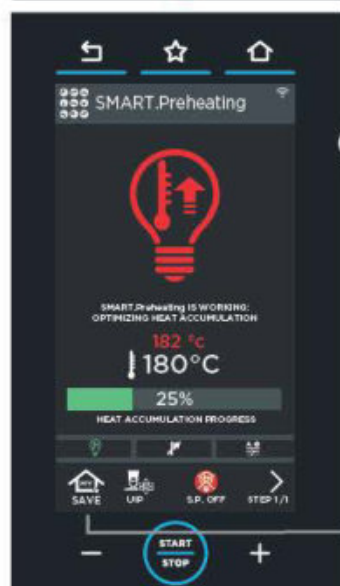 SMART.Preheating
SMART.Preheating IS WORKING:
OPTIMIZING HEAT ACCUMULATION
182 °c
180°C
25%
HEAT ACCUMULATION PROGRESS
SAVE
UIP
S.P. OFF
STEP 1/1
START
STOP